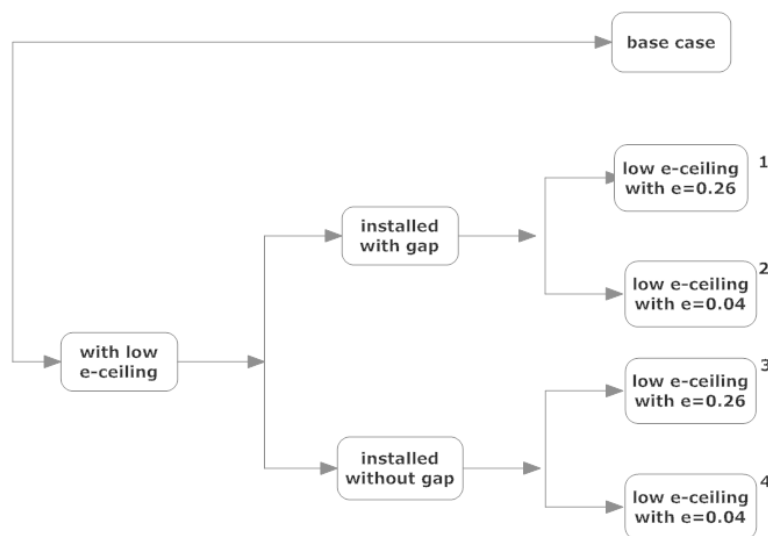 base case
1
low e-ceiling
with e=0.26
installed
with gap
2
low e-ceiling
with e=0.04
with low
e-ceiling
3
low e-ceiling
with e=0.26
installed
without gap
4
low e-ceiling
with e=0.04